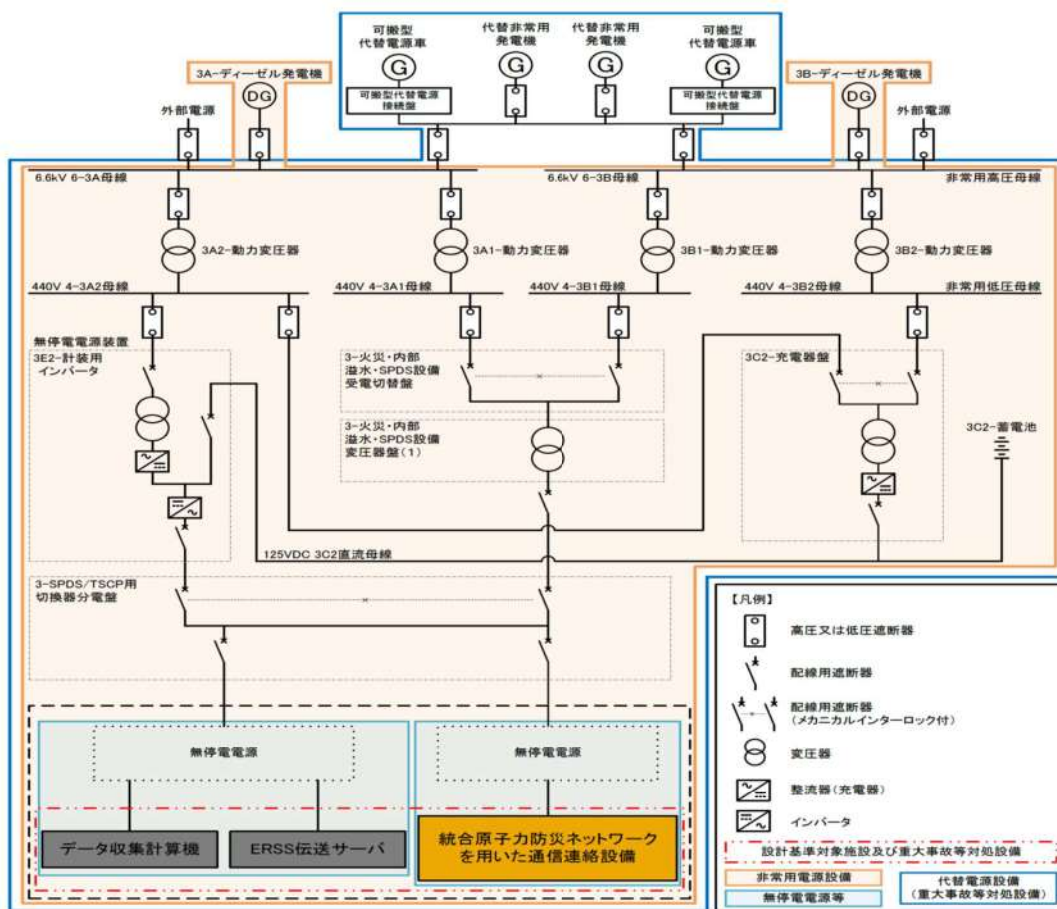 可搬型
代替電源車
代替非常用
発電機
代替非常用
発電機
可搬型
代替電源車
G
G
G
G
3A-ディーゼル発電機
3B-ディーゼル発電機
可搬型代替電源
接続盤
可搬型代替電源
接続盤
外部電源
DG
DG
外部電源
6.6kV 6-3A母線
6.6kV 6-3B母線
非常用高圧母線
3A2-動力変圧器
3A1-動力変圧器
3B1-動力変圧器
3B2-動力変圧器
440V 4-3A2母線
440V 4-3A1母線
440V 4-3B1母線
440V 4-3B2母線
非常用低圧母線
無停電電源装置
3E2-計装用
インバータ
3-火災・内部
溢水・SPDS設備
受電切替盤
3C2-充電器盤
3-火災・内部
溢水・SPDS設備
変圧器盤(1)
3C2-蓄電池
125VDC 3C2直流母線
3-SPDS/TSCP用
切換器分電盤
無停電電源
無停電電源
データ収集計算機
ERSS伝送サーバ
統合原子力防災ネットワーク
を用いた通信連絡設備
【凡例】
高圧又は低圧遮断器
配線用遮断器
配線用遮断器
(メカニカルインターロック付)
変圧器
整流器(充電器)
インバータ
設計基準対象施設及び重大事故等対処設備
非常用電源設備
無停電電源等
代替電源設備
(重大事故等対処設備)